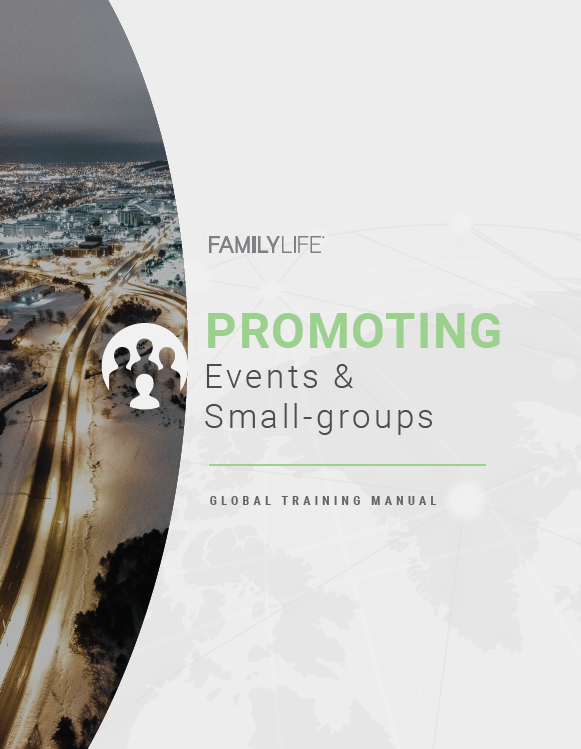 FAMILYLIFE
PROMOTING
Events &
Small-groups
GLOBAL TRAINING MANUAL